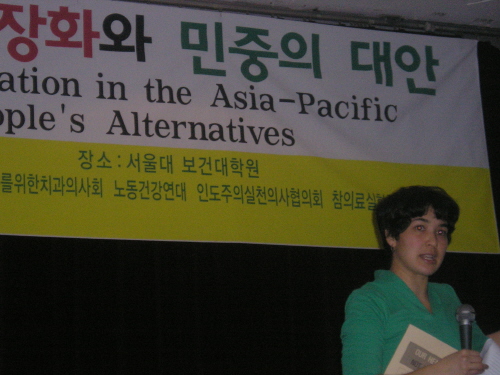 장화와 민중의 대안
ation in the Asia-Pacific
ople's Alternatives
장소 : 서울대 보건대학원
를위한치과의사회 노동건강연대 인도주의실천의사협의회 참의료실